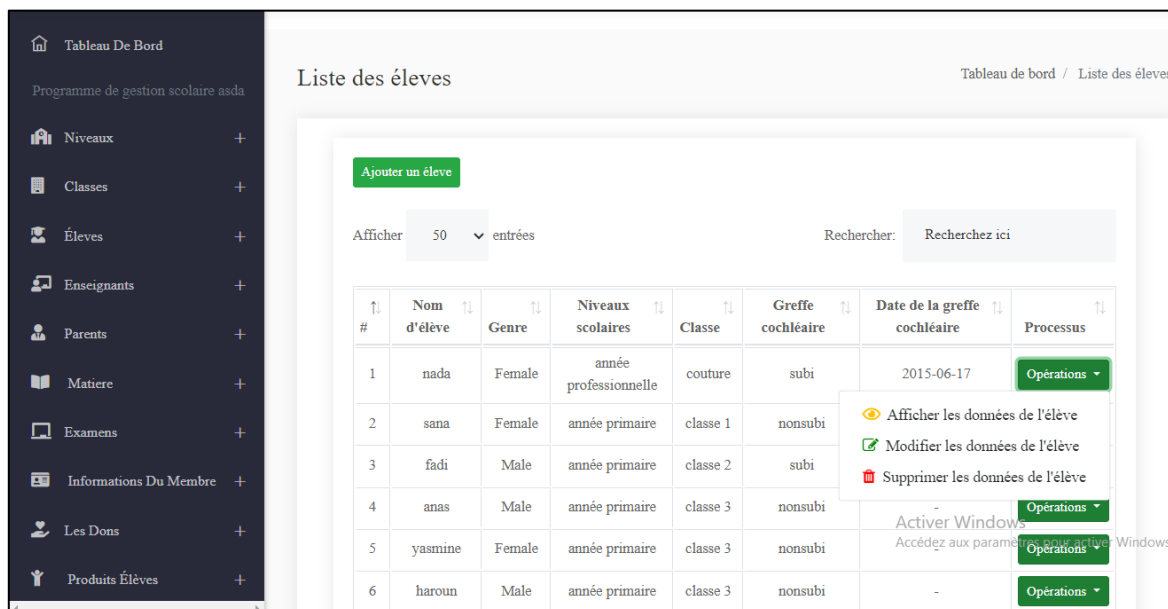 Tableau De Bord
Programme de gestion scolaire asda
Niveaux
Classes
Éleves
Enseignants
Parents
Matiere
Examens
Informations Du Membre
Les Dons
Produits Élèves
Liste des éleves
Tableau de bord / Liste des éleves
Ajouter un éleve
Afficher 50 entrées
Rechercher: Recherchez ici
# Nom d'élève Genre Niveaux scolaires Classe Greffe cochléaire Date de la greffe cochléaire Processus
1 nada Female année professionnelle couture subi 2015-06-17 Opérations
2 sana Female année primaire classe 1 nonsubi
3 fadi Male année primaire classe 2 subi
4 anas Male année primaire classe 3 nonsubi - Opérations
5 yasmine Female année primaire classe 3 nonsubi - Opérations
6 haroun Male année primaire classe 3 nonsubi - Opérations
Afficher les données de l'élève
Modifier les données de l'élève
Supprimer les données de l'élève
Activer Windows
Accédez aux paramètres pour activer Windows